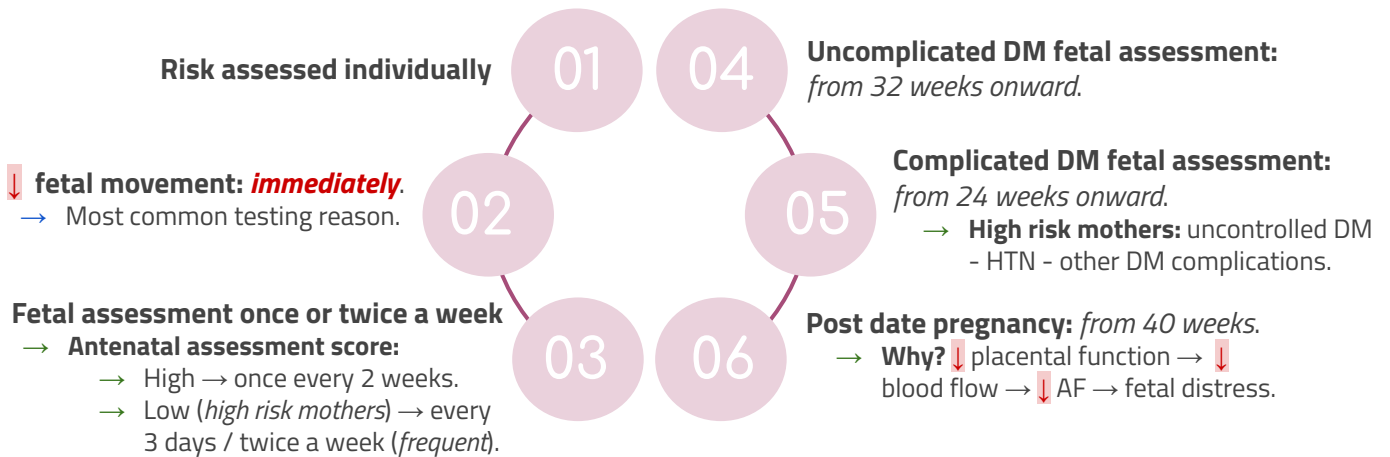 01
Risk assessed individually
02
↓ fetal movement: immediately.
→ Most common testing reason.
03
Fetal assessment once or twice a week
→ Antenatal assessment score:
→ High → once every 2 weeks.
→ Low (high risk mothers) → every
3 days / twice a week (frequent).
04
Uncomplicated DM fetal assessment:
from 32 weeks onward.
05
Complicated DM fetal assessment:
from 24 weeks onward.
→ High risk mothers: uncontrolled DM
- HTN - other DM complications.
06
Post date pregnancy: from 40 weeks.
→ Why? ↓ placental function → ↓
blood flow → ↓ AF → fetal distress.